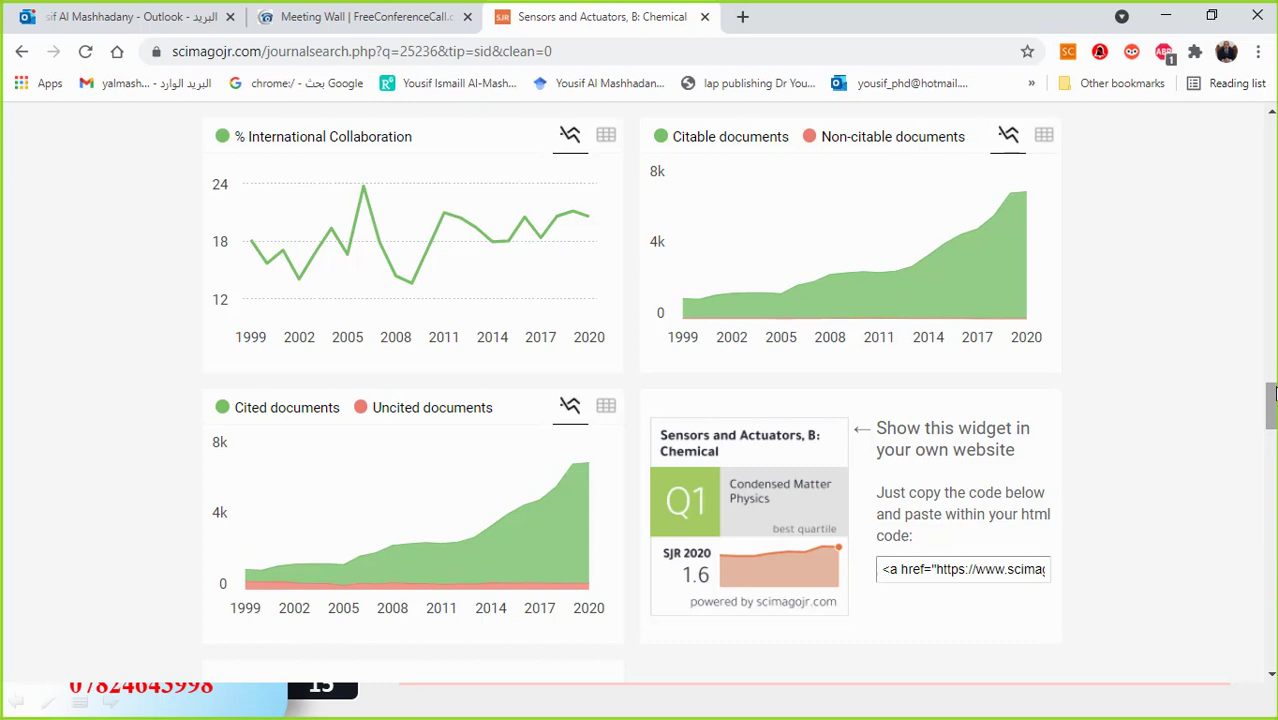 البريد - sif Al Mashhadany - Outlook
Meeting Wall | FreeConferenceCall.c
Sensors and Actuators, B: Chemical
scimagojr.com/journalsearch.php?q=25236&tip=sid&clean=0
SC
ABP
1
Apps
yalmash... - البريد الوارد
chrome:/ - بحث Google
Yousif Ismaill Al-Mash...
Yousif Al Mashhadan...
lap publishing Dr You...
yousif_phd@hotmail....
»
Other bookmarks
Reading list
% International Collaboration
24
18
12
1999 2002 2005 2008 2011 2014 2017 2020
Citable documents Non-citable documents
8k
4k
0
1999 2002 2005 2008 2011 2014 2017 2020
Cited documents Uncited documents
8k
4k
0
1999 2002 2005 2008 2011 2014 2017 2020
Sensors and Actuators, B:
Chemical
Q1
Condensed Matter
Physics
best quartile
SJR 2020
1.6
powered by scimagojr.com
← Show this widget in
your own website
Just copy the code below
and paste within your html
code:
<a href="https://www.scimag
07824643998
15